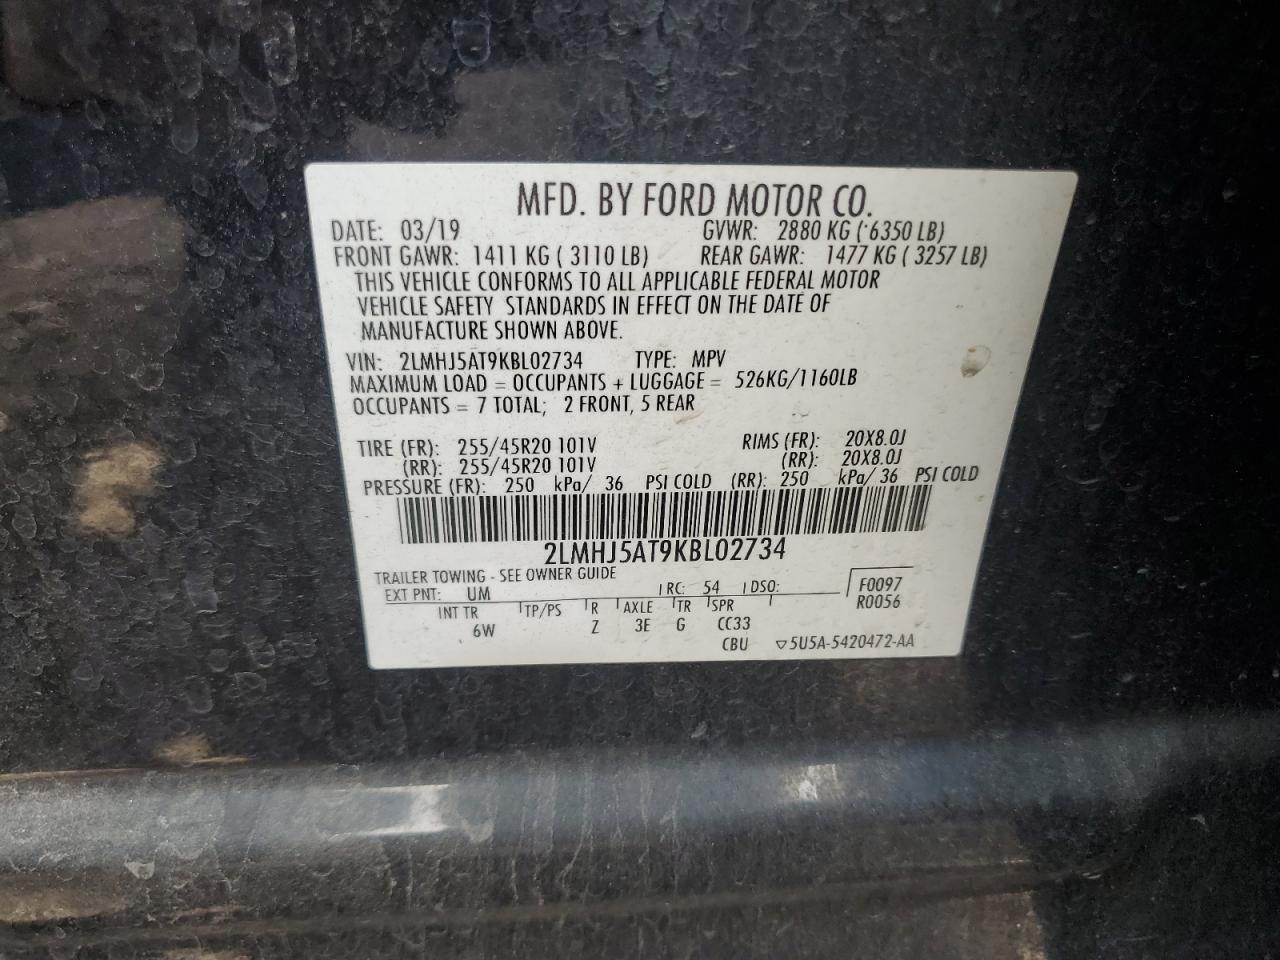 MFD. BY FORD MOTOR CO.
DATE: 03/19 GVWR: 2880 KG ( 6350 LB)
FRONT GAWR: 1411 KG ( 3110 LB) REAR GAWR: 1477 KG ( 3257 LB)
THIS VEHICLE CONFORMS TO ALL APPLICABLE FEDERAL MOTOR
VEHICLE SAFETY STANDARDS IN EFFECT ON THE DATE OF
MANUFACTURE SHOWN ABOVE.
VIN: 2LMHJ5AT9KBL02734 TYPE: MPV
MAXIMUM LOAD = OCCUPANTS + LUGGAGE = 526KG/1160LB
OCCUPANTS = 7 TOTAL; 2 FRONT, 5 REAR
TIRE (FR): 255/45R20 101V RIMS (FR): 20X8.0J
(RR): 255/45R20 101V (RR): 20X8.0J
PRESSURE (FR): 250 kPa/ 36 PSI COLD (RR): 250 kPa/ 36 PSI COLD
2LMHJ5AT9KBL02734
TRAILER TOWING - SEE OWNER GUIDE
EXT PNT: UM RC: 54 DSO: F0097
R0056
INT TR TP/PS R AXLE TR SPR
6W Z 3E G CC33
CBU ▽5U5A-5420472-AA